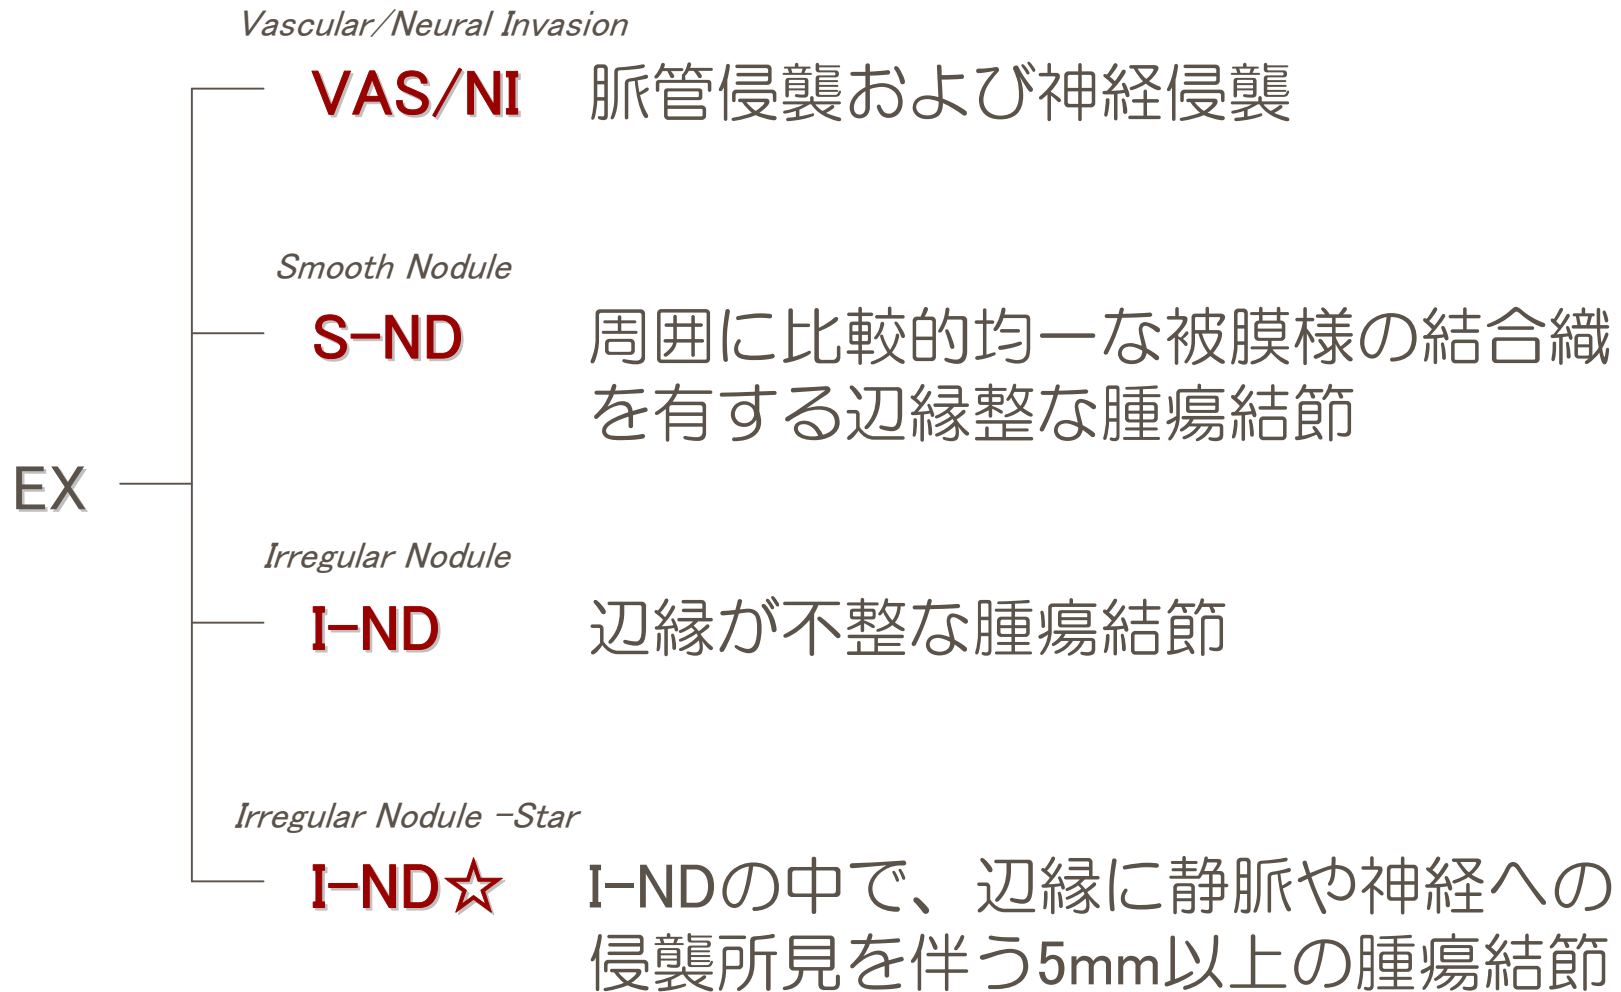 Vascular/Neural Invasion
VAS/NI 脈管侵襲および神経侵襲
Smooth Nodule
S-ND 周囲に比較的均一な被膜様の結合織
を有する辺縁整な腫瘍結節
EX
Irregular Nodule
I-ND 辺縁が不整な腫瘍結節
Irregular Nodule -Star
I-ND☆ I-NDの中で、辺縁に静脈や神経への
侵襲所見を伴う5mm以上の腫瘍結節